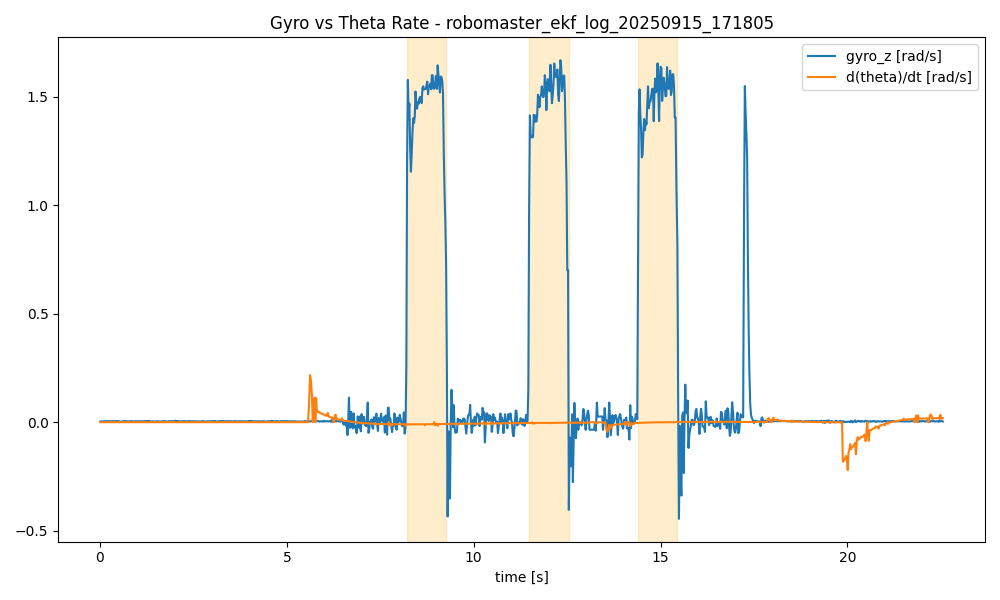 Gyro vs Theta Rate - robomaster_ekf_log_20250915_171805
gyro_z [rad/s]
d(theta)/dt [rad/s]
1.5
1.0
0.5
0.0
−0.5
0
5
10
15
20
time [s]